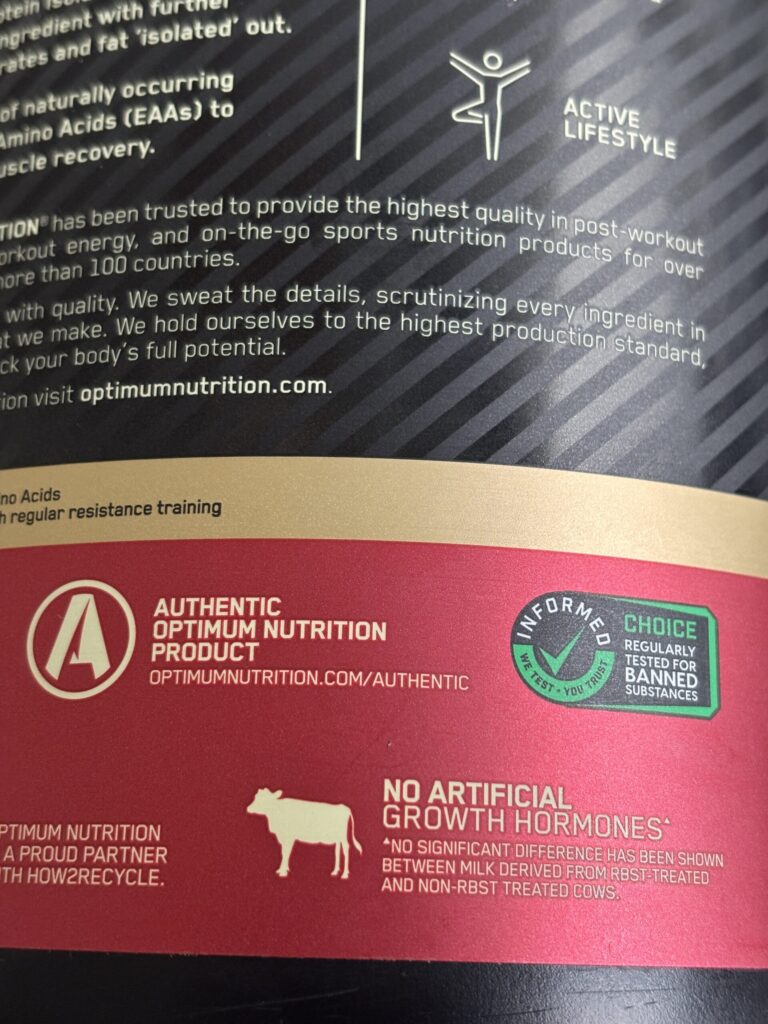 ingredient with further
rates and fat 'isolated' out.
of naturally occurring
Amino Acids (EAAs) to
muscle recovery.
ACTIVE
LIFESTYLE
TION® has been trusted to provide the highest quality in post-workout
orkout energy, and on-the-go sports nutrition products for over
more than 100 countries.
with quality. We sweat the details, scrutinizing every ingredient in
at we make. We hold ourselves to the highest production standard,
ck your body's full potential.
ion visit optimumnutrition.com.
ino Acids
h regular resistance training
AUTHENTIC
OPTIMUM NUTRITION
PRODUCT
OPTIMUMNUTRITION.COM/AUTHENTIC
INFORMED
WE TEST • YOU TRUST
CHOICE
REGULARLY
TESTED FOR
BANNED
SUBSTANCES
NO ARTIFICIAL
GROWTH HORMONES▲
▲NO SIGNIFICANT DIFFERENCE HAS BEEN SHOWN
BETWEEN MILK DERIVED FROM RBST-TREATED
AND NON-RBST TREATED COWS.
OPTIMUM NUTRITION
A PROUD PARTNER
TH HOW2RECYCLE.